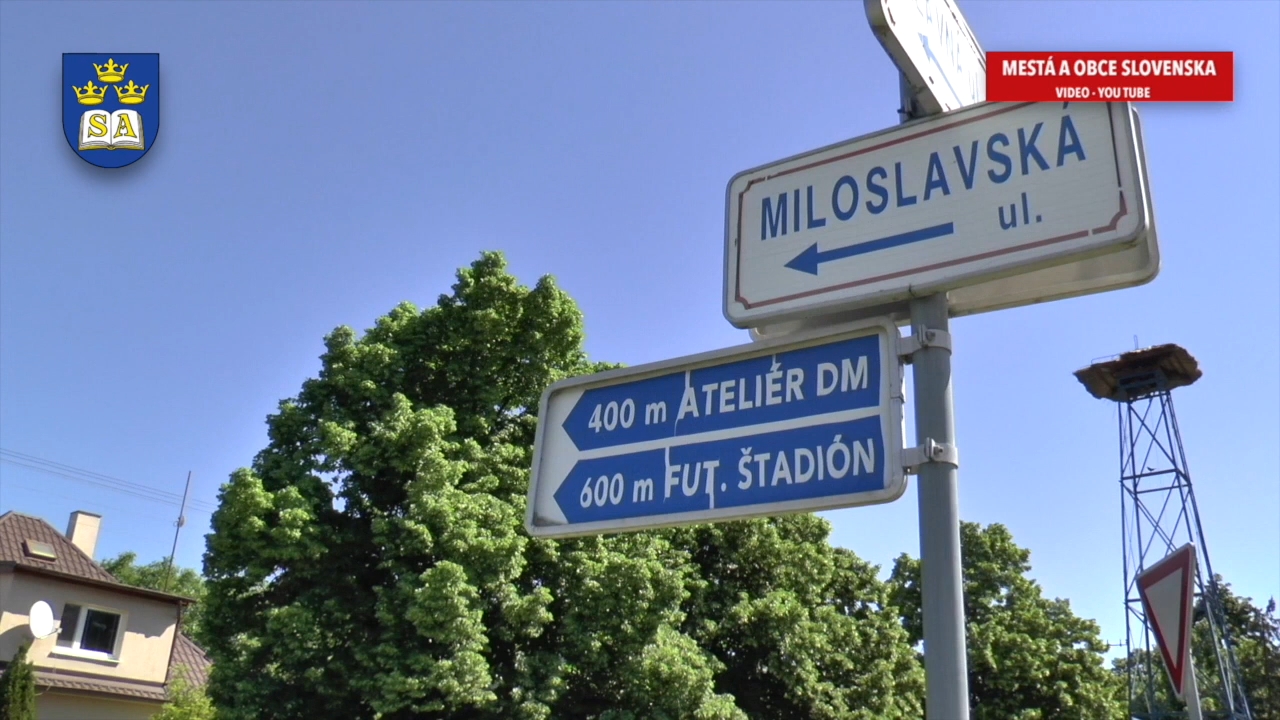 SA
MESTÁ A OBCE SLOVENSKA
VIDEO - YOU TUBE
MILOSLAVSKÁ
ul.
400 m ATELIÉR DM
600 m FUT. ŠTADIÓN